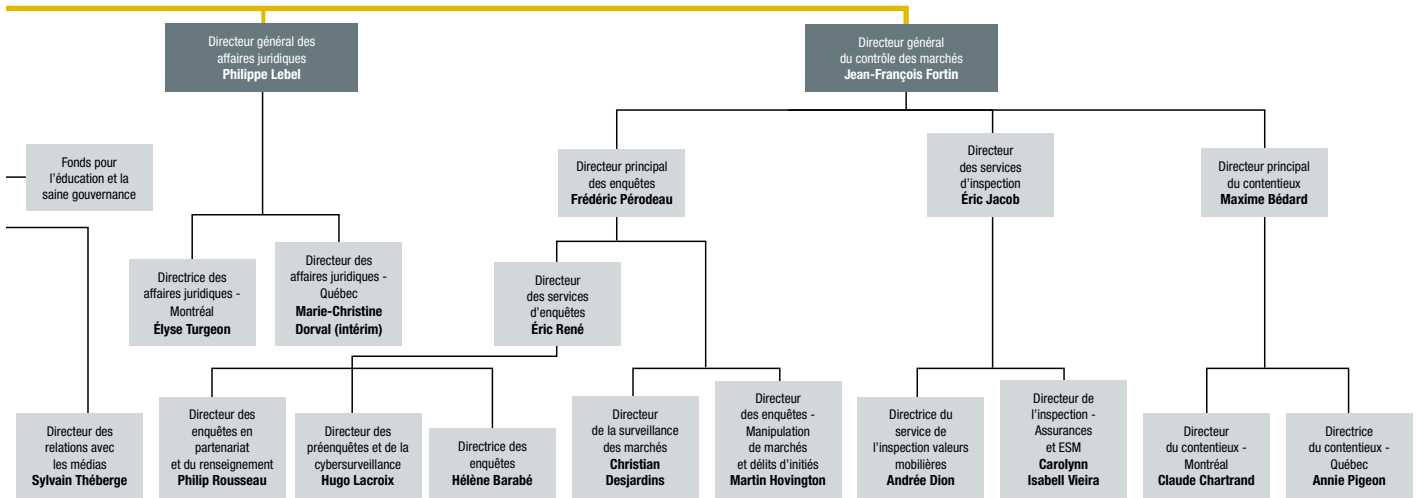 Directeur général des
affaires juridiques
Philippe Lebel
Directeur général
du contrôle des marchés
Jean-François Fortin
Fonds pour
l'éducation et la
saine gouvernance
Directeur principal
des enquêtes
Frédéric Pérodeau
Directeur
des services
d'inspection
Éric Jacob
Directeur principal
du contentieux
Maxime Bédard
Directrice des
affaires juridiques -
Montréal
Élyse Turgeon
Directeur des
affaires juridiques -
Québec
Marie-Christine
Dorval (intérim)
Directeur
des services
d'enquêtes
Éric René
Directeur des
relations avec
les médias
Sylvain Théberge
Directeur des
enquêtes en
partenariat
et du renseignement
Philip Rousseau
Directeur des
préenquêtes et de la
cybersurveillance
Hugo Lacroix
Directrice des
enquêtes
Hélène Barabé
Directeur
de la surveillance
des marchés
Christian
Desjardins
Directeur
des enquêtes -
Manipulation
de marchés
et délits d'initiés
Martin Hovington
Directrice du
service de
l'inspection valeurs
mobilières
Andrée Dion
Directeur de
l'inspection -
Assurances
et ESM
Carolynn
Isabell Vieira
Directeur
du contentieux -
Montréal
Claude Chartrand
Directrice
du contentieux -
Québec
Annie Pigeon